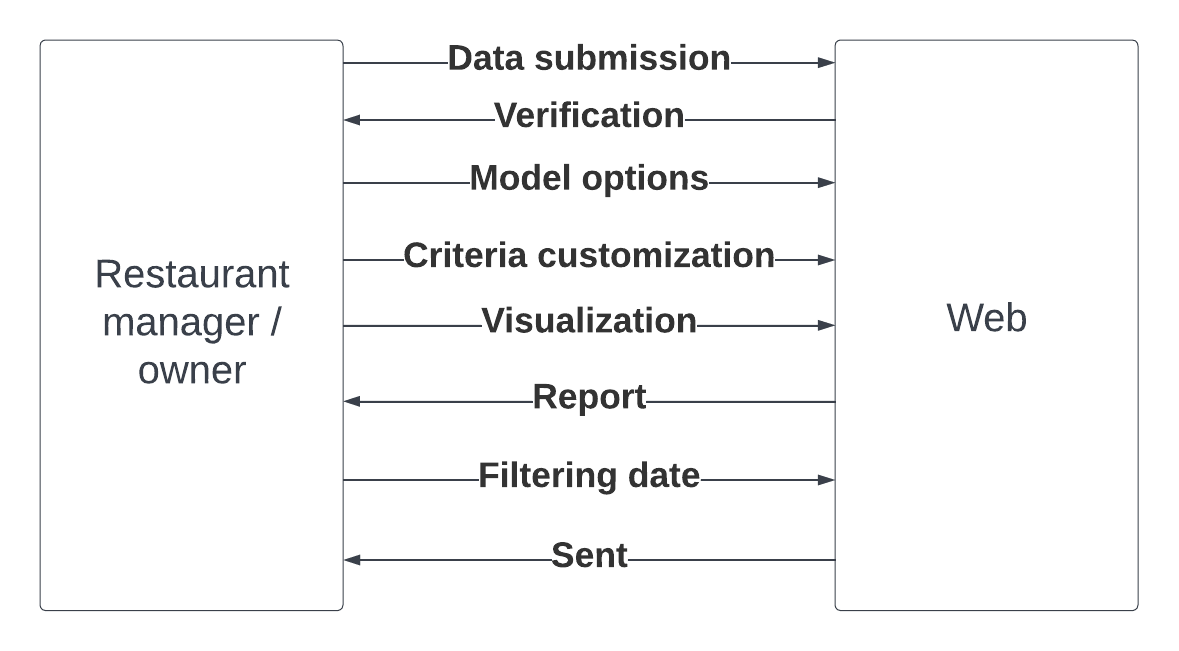 Data submission
Verification
Model options
Criteria customization
Visualization
Report
Filtering date
Sent
Restaurant
manager /
owner
Web